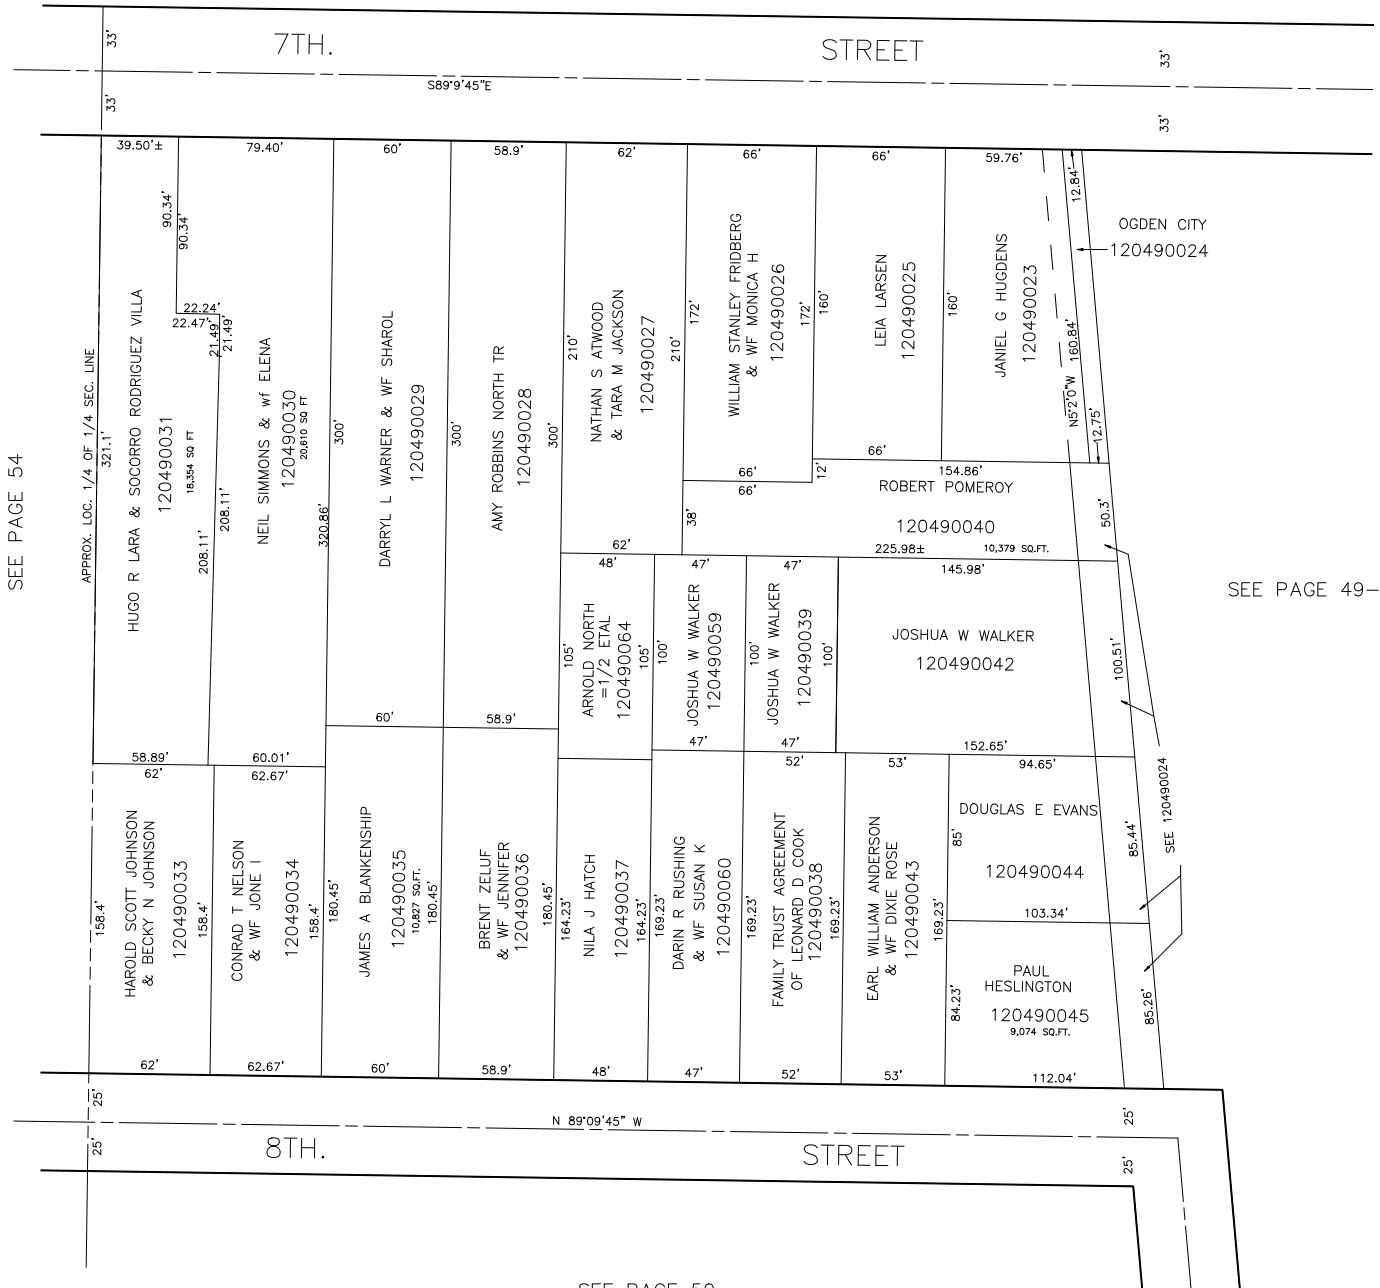 33'
7TH.
STREET
33'
S89°9'45"E
33'
33'
39.50'±
79.40'
60'
58.9'
62'
66'
66'
59.76'
12.84'
OGDEN CITY
120490024
90.34'
90.34'
22.24'
22.47'
21.49'
21.49'
SEE PAGE 54
APPROX. LOC. 1/4 OF 1/4 SEC. LINE
321.1'
HUGO R LARA & SOCORRO RODRIGUEZ VILLA
120490031
18,354 SQ FT
208.11'
208.11'
NEIL SIMMONS & wf ELENA
120490030
20,610 SQ FT
320.86'
300'
DARRYL L WARNER & WF SHAROL
120490029
300'
AMY ROBBINS NORTH TR
120490028
300'
210'
NATHAN S ATWOOD
& TARA M JACKSON
120490027
210'
172'
WILLIAM STANLEY FRIDBERG
& WF MONICA H
120490026
172'
160'
LEIA LARSEN
120490025
160'
JANIEL G HUGDENS
120490023
N5°2'0"W
160.84'
12.75'
66'
66'
66'
12'
154.86'
ROBERT POMEROY
120490040
38'
225.98±
10,379 SQ.FT.
50.3'
62'
48'
47'
47'
145.98'
SEE PAGE 49-
105'
ARNOLD NORTH
=1/2 ETAL
120490064
105'
100'
JOSHUA W WALKER
120490059
100'
JOSHUA W WALKER
120490039
100'
JOSHUA W WALKER
120490042
100.51'
60'
58.9'
47'
47'
152.65'
58.89'
60.01'
62'
62.67'
52'
53'
94.65'
SEE 120490024
158.4'
HAROLD SCOTT JOHNSON
& BECKY N JOHNSON
120490033
158.4'
CONRAD T NELSON
& WF JONE I
120490034
158.4'
180.45'
JAMES A BLANKENSHIP
120490035
10,827 SQ.FT.
180.45'
BRENT ZELUF
& WF JENNIFER
120490036
180.45'
164.23'
NILA J HATCH
120490037
164.23'
169.23'
DARIN R RUSHING
& WF SUSAN K
120490060
169.23'
FAMILY TRUST AGREEMENT
OF LEONARD D COOK
120490038
169.23'
EARL WILLIAM ANDERSON
& WF DIXIE ROSE
120490043
169.23'
DOUGLAS E EVANS
85'
120490044
85.44'
103.34'
PAUL
HESLINGTON
120490045
9,074 SQ.FT.
84.23'
85.26'
62'
62.67'
60'
58.9'
48'
47'
52'
53'
112.04'
25'
25'
N 89°09'45" W
25'
8TH.
STREET
25'
SEE PAGE 50